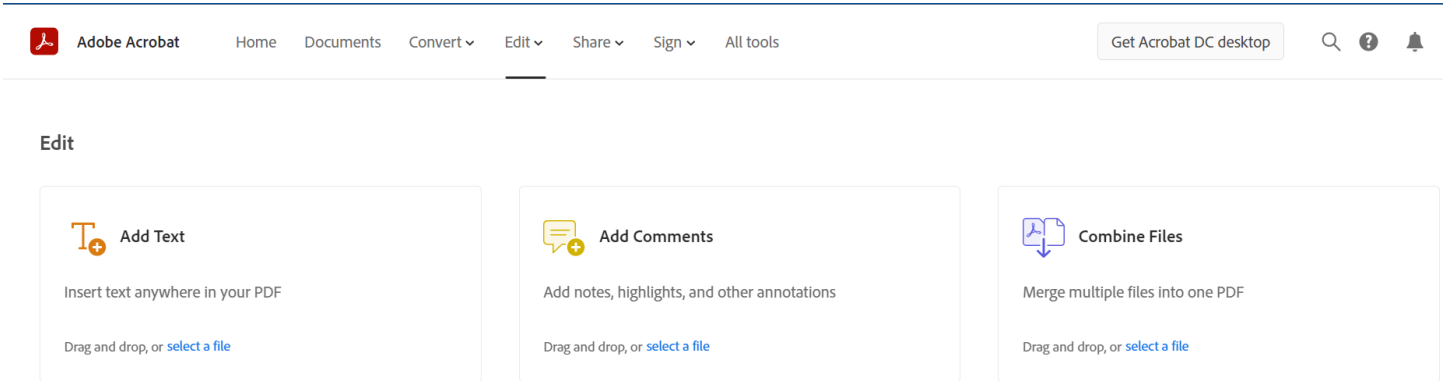 Adobe Acrobat Home Documents Convert Edit Share Sign All tools Get Acrobat DC desktop
Edit
Add Text
Insert text anywhere in your PDF
Drag and drop, or select a file
Add Comments
Add notes, highlights, and other annotations
Drag and drop, or select a file
Combine Files
Merge multiple files into one PDF
Drag and drop, or select a file